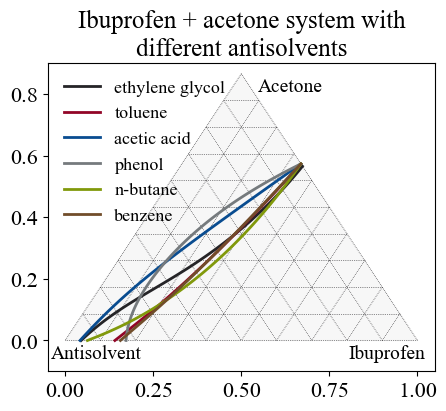 Ibuprofen + acetone system with
different antisolvents
Acetone
ethylene glycol
toluene
acetic acid
phenol
n-butane
benzene
0.8
0.6
0.4
0.2
0.0
Antisolvent
Ibuprofen
0.00 0.25 0.50 0.75 1.00